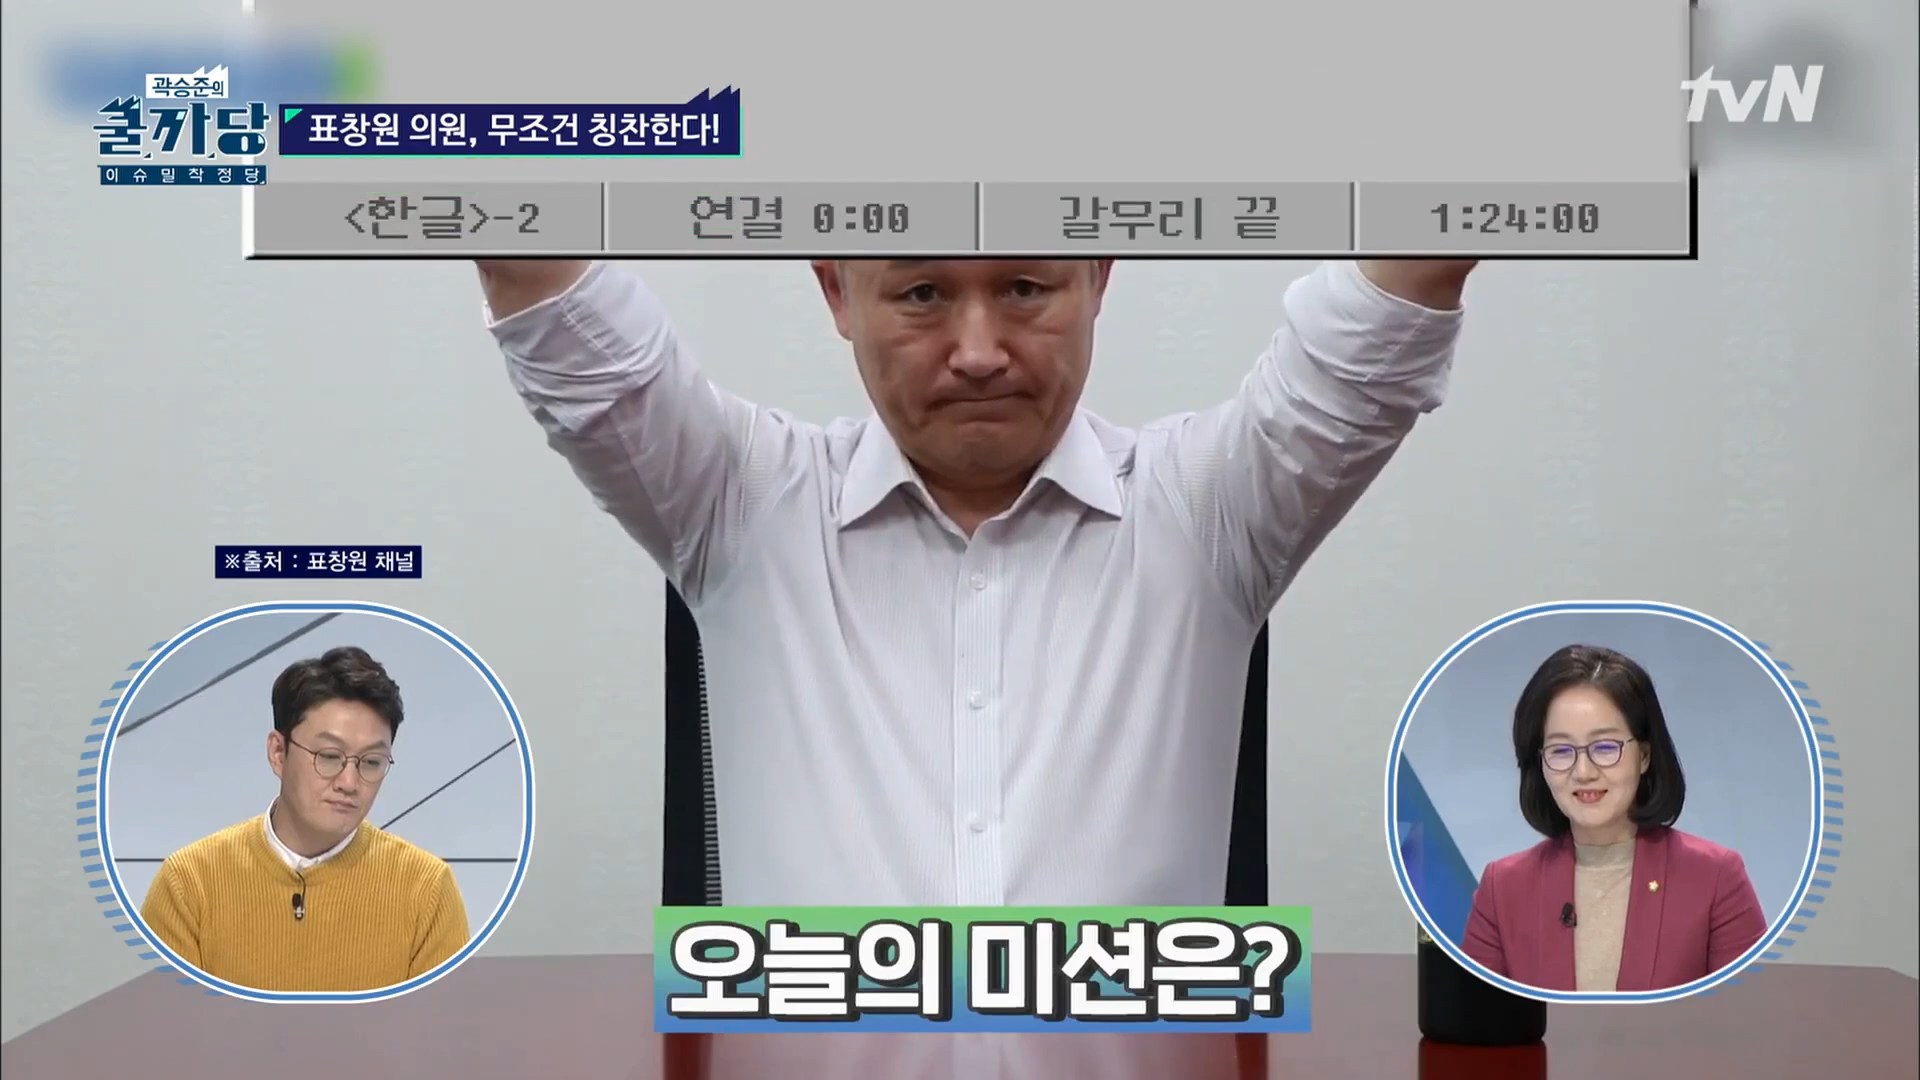 곽승준의
쿨까당
이슈밀착정당
표창원 의원, 무조건 칭찬한다!
tvN
<한글>-2
연결 0:00
갈무리 끝
1:24:00
※출처 : 표창원 채널
오늘의 미션은?